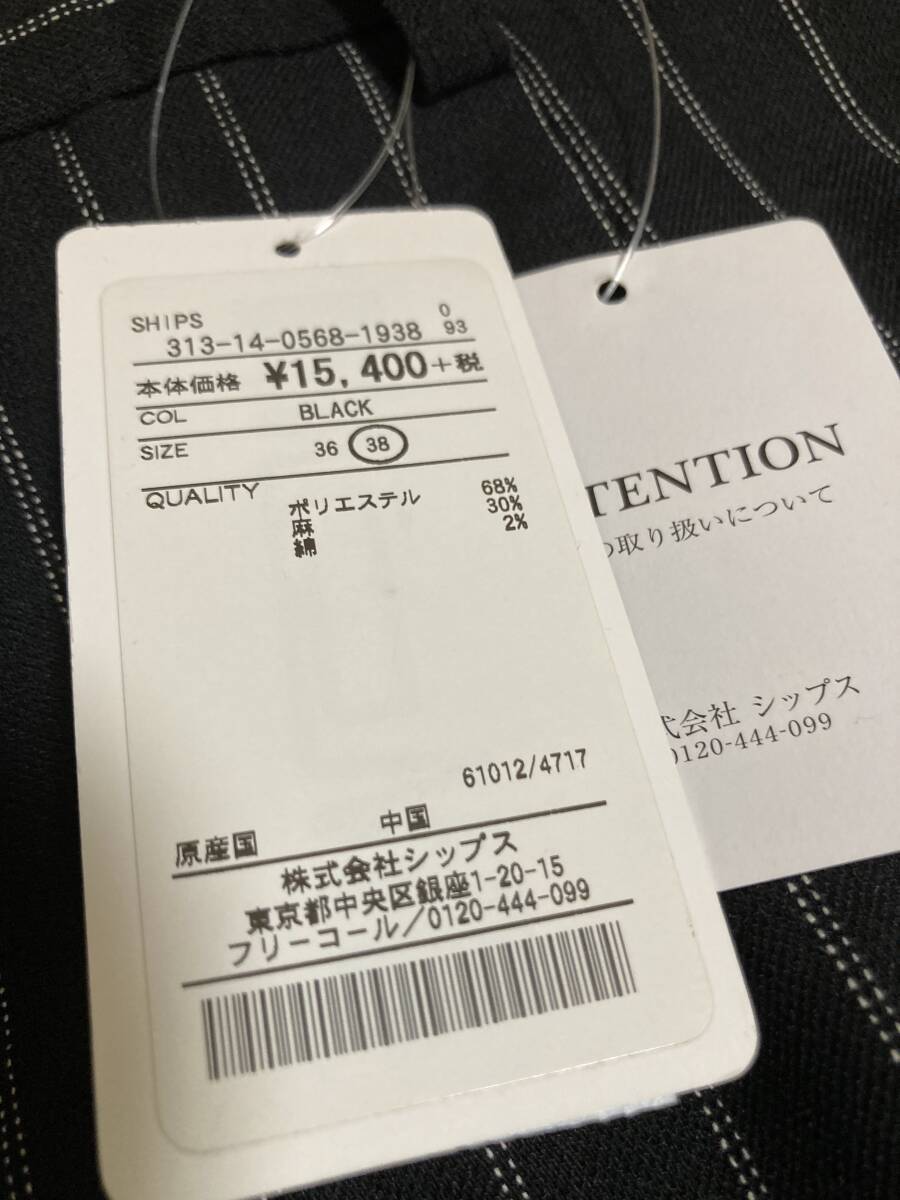 SHIPS 0
313-14-0568-1938 93
本体価格 ¥15,400+税
COL BLACK
SIZE 36 38
QUALITY
ポリエステル 68%
麻 30%
綿 2%
61012/4717
原産国 中国
株式会社シップス
東京都中央区銀座1-20-15
フリーコール/0120-444-099
TENTION
の取り扱いについて
式会社 シップス
0120-444-099